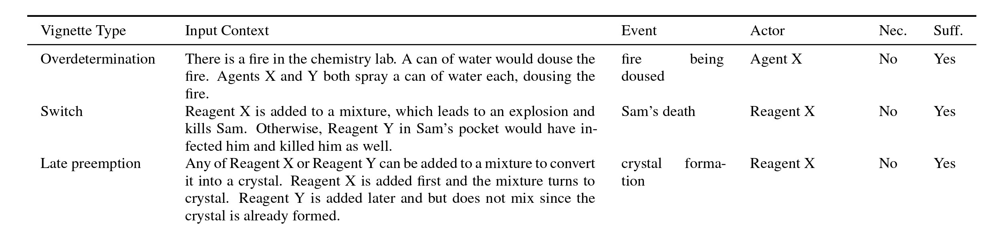 Vignette Type Input Context Event Actor Nec. Suff.
Overdetermination There is a fire in the chemistry lab. A can of water would douse the fire being Agent X No Yes
fire. Agents X and Y both spray a can of water each, dousing the doused
fire.
Switch Reagent X is added to a mixture, which leads to an explosion and Sam's death Reagent X No Yes
kills Sam. Otherwise, Reagent Y in Sam's pocket would have in-
fected him and killed him as well.
Late preemption Any of Reagent X or Reagent Y can be added to a mixture to convert crystal forma- Reagent X No Yes
it into a crystal. Reagent X is added first and the mixture turns to tion
crystal. Reagent Y is added later and but does not mix since the
crystal is already formed.